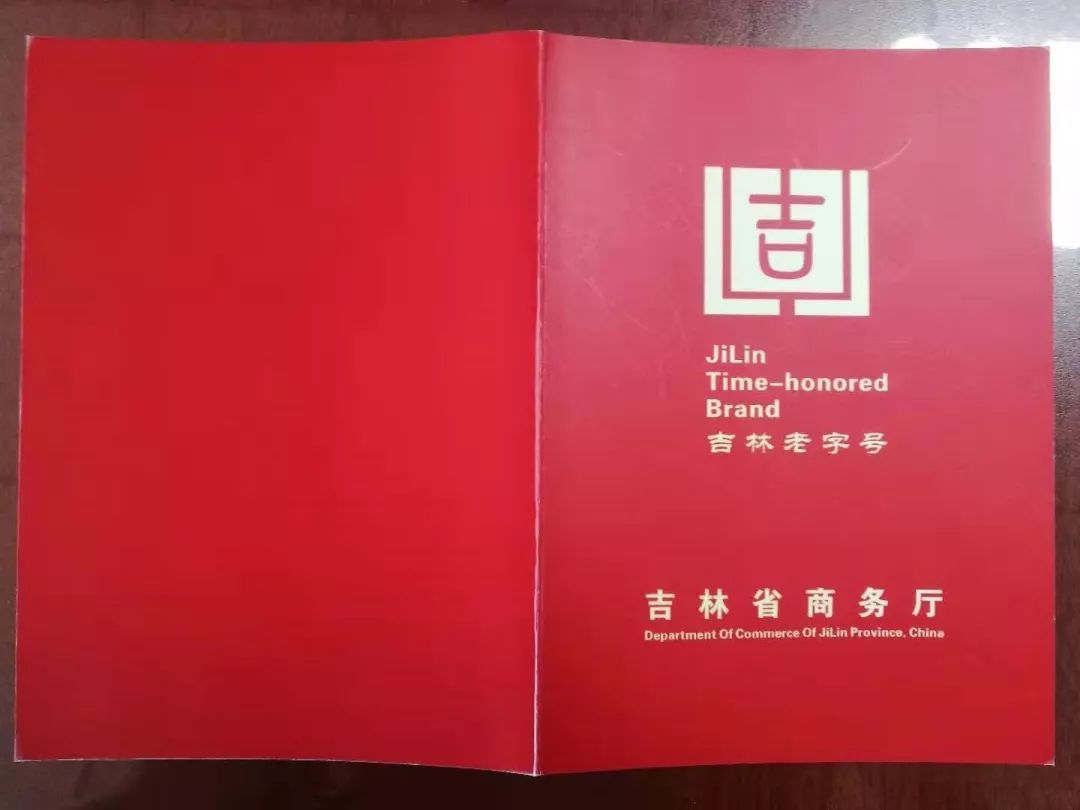 吉
JiLin
Time-honored
Brand
吉林老字号
吉林省商务厅
Department Of Commerce Of JiLin Province, China